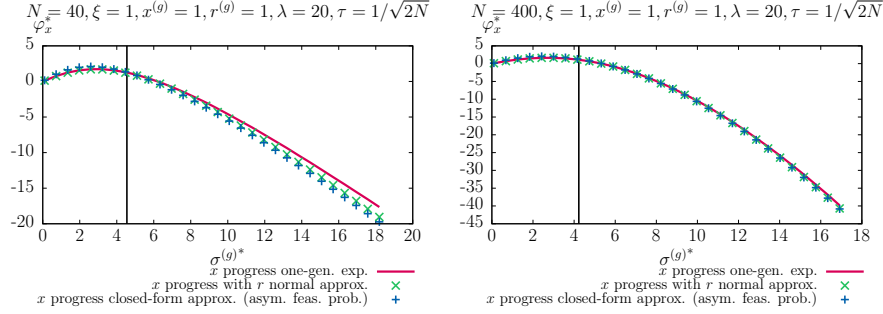 N = 40, ξ = 1, x^(g) = 1, r^(g) = 1, λ = 20, τ = 1/√2N
φ_x^*
5
0
-5
-10
-15
-20
0 2 4 6 8 10 12 14 16 18 20
σ^(g)*
x progress one-gen. exp.
x progress with r normal approx.
x progress closed-form approx. (asym. feas. prob.)
N = 400, ξ = 1, x^(g) = 1, r^(g) = 1, λ = 20, τ = 1/√2N
φ_x^*
5
0
-5
-10
-15
-20
-25
-30
-35
-40
-45
0 2 4 6 8 10 12 14 16 18
σ^(g)*
x progress one-gen. exp.
x progress with r normal approx.
x progress closed-form approx. (asym. feas. prob.)